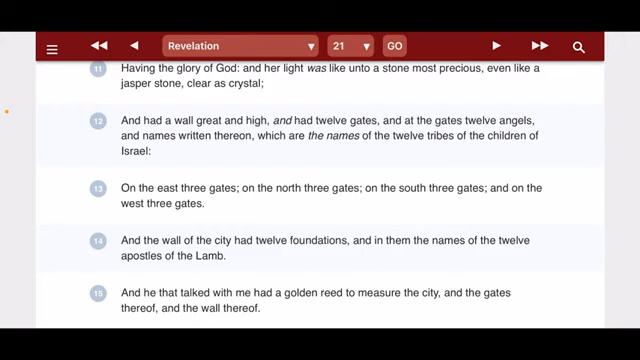 Revelation 21 GO
11 Having the glory of God: and her light was like unto a stone most precious, even like a
jasper stone, clear as crystal;
12 And had a wall great and high, and had twelve gates, and at the gates twelve angels,
and names written thereon, which are the names of the twelve tribes of the children of
Israel:
13 On the east three gates; on the north three gates; on the south three gates; and on the
west three gates.
14 And the wall of the city had twelve foundations, and in them the names of the twelve
apostles of the Lamb.
15 And he that talked with me had a golden reed to measure the city, and the gates
thereof, and the wall thereof.